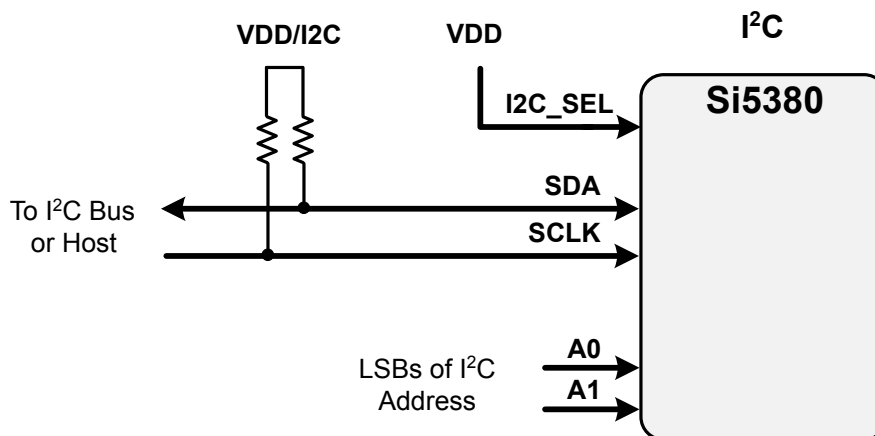 VDD/I2C
VDD
I²C
I2C_SEL
Si5380
SDA
To I²C Bus
or Host
SCLK
A0
LSBs of I²C
Address
A1